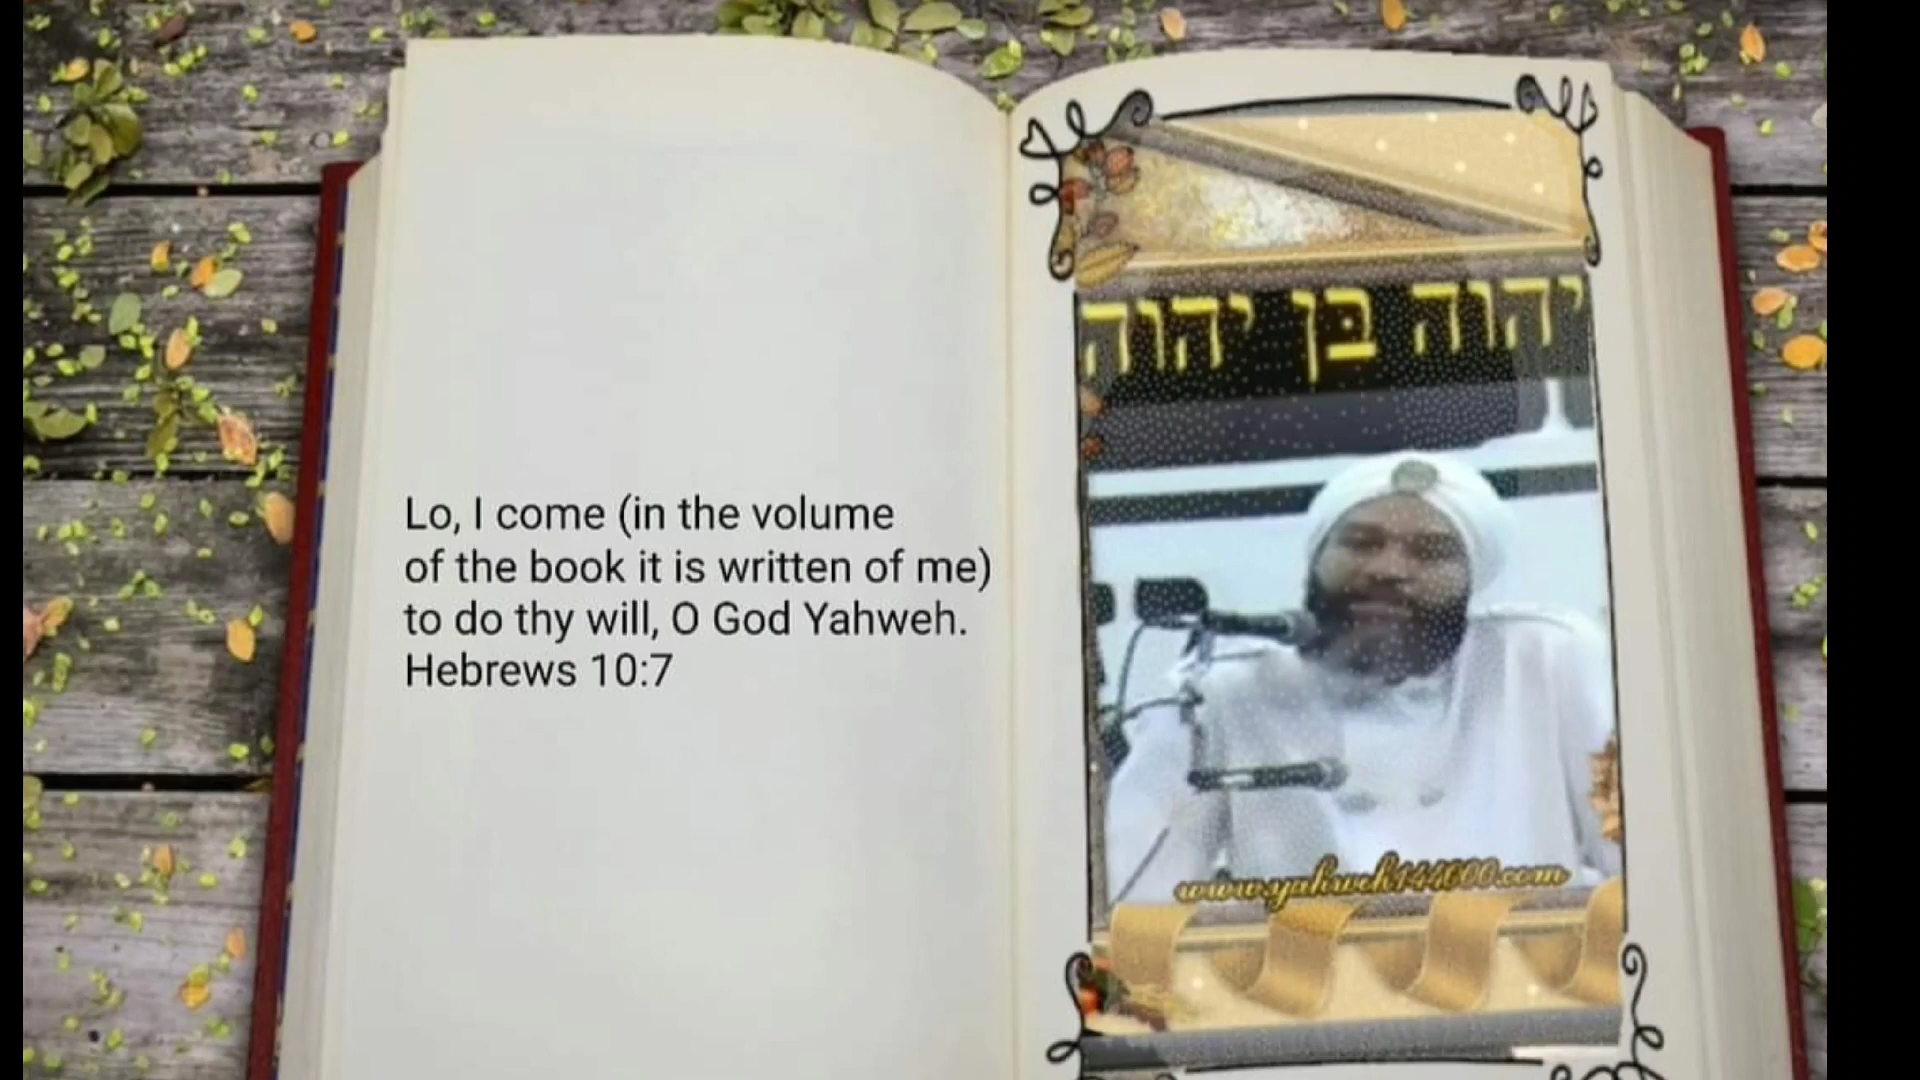 Lo, I come (in the volume
of the book it is written of me)
to do thy will, O God Yahweh.
Hebrews 10:7
יהוה בן יהוה
www.yahweh144000.com